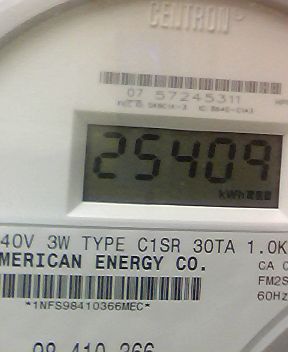 CENTRON
07 57245311
25409
kWh
40V 3W TYPE C1SR 30TA 1.0K
MERICAN ENERGY CO.
CA
FM2S
60Hz
*1NFS98410366MEC*
98 410 366